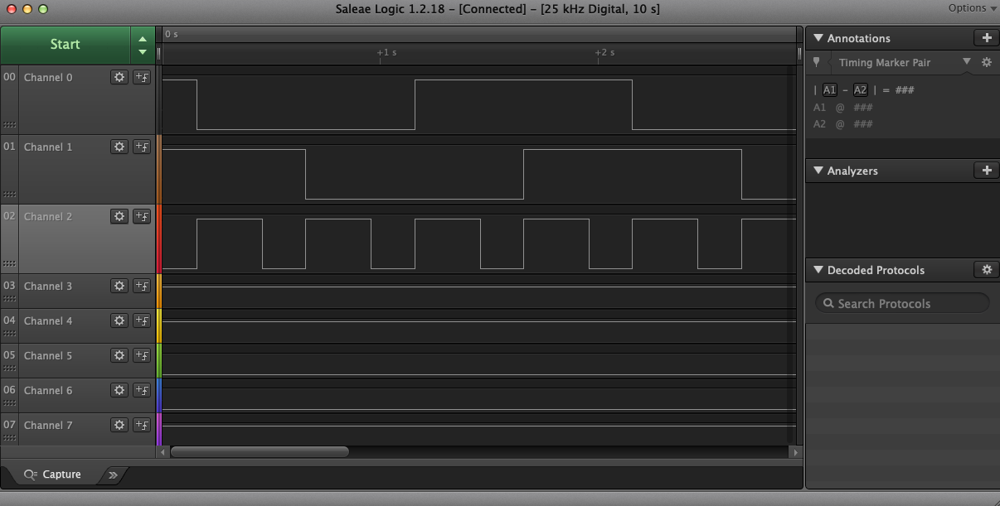 Saleae Logic 1.2.18 – [Connected] – [25 kHz Digital, 10 s]
Options
Start
0 s
+1 s
+2 s
00 Channel 0
01 Channel 1
02 Channel 2
03 Channel 3
04 Channel 4
05 Channel 5
06 Channel 6
07 Channel 7
Capture
Annotations
Timing Marker Pair
| A1 - A2 | = ###
A1 @ ###
A2 @ ###
Analyzers
Decoded Protocols
Search Protocols